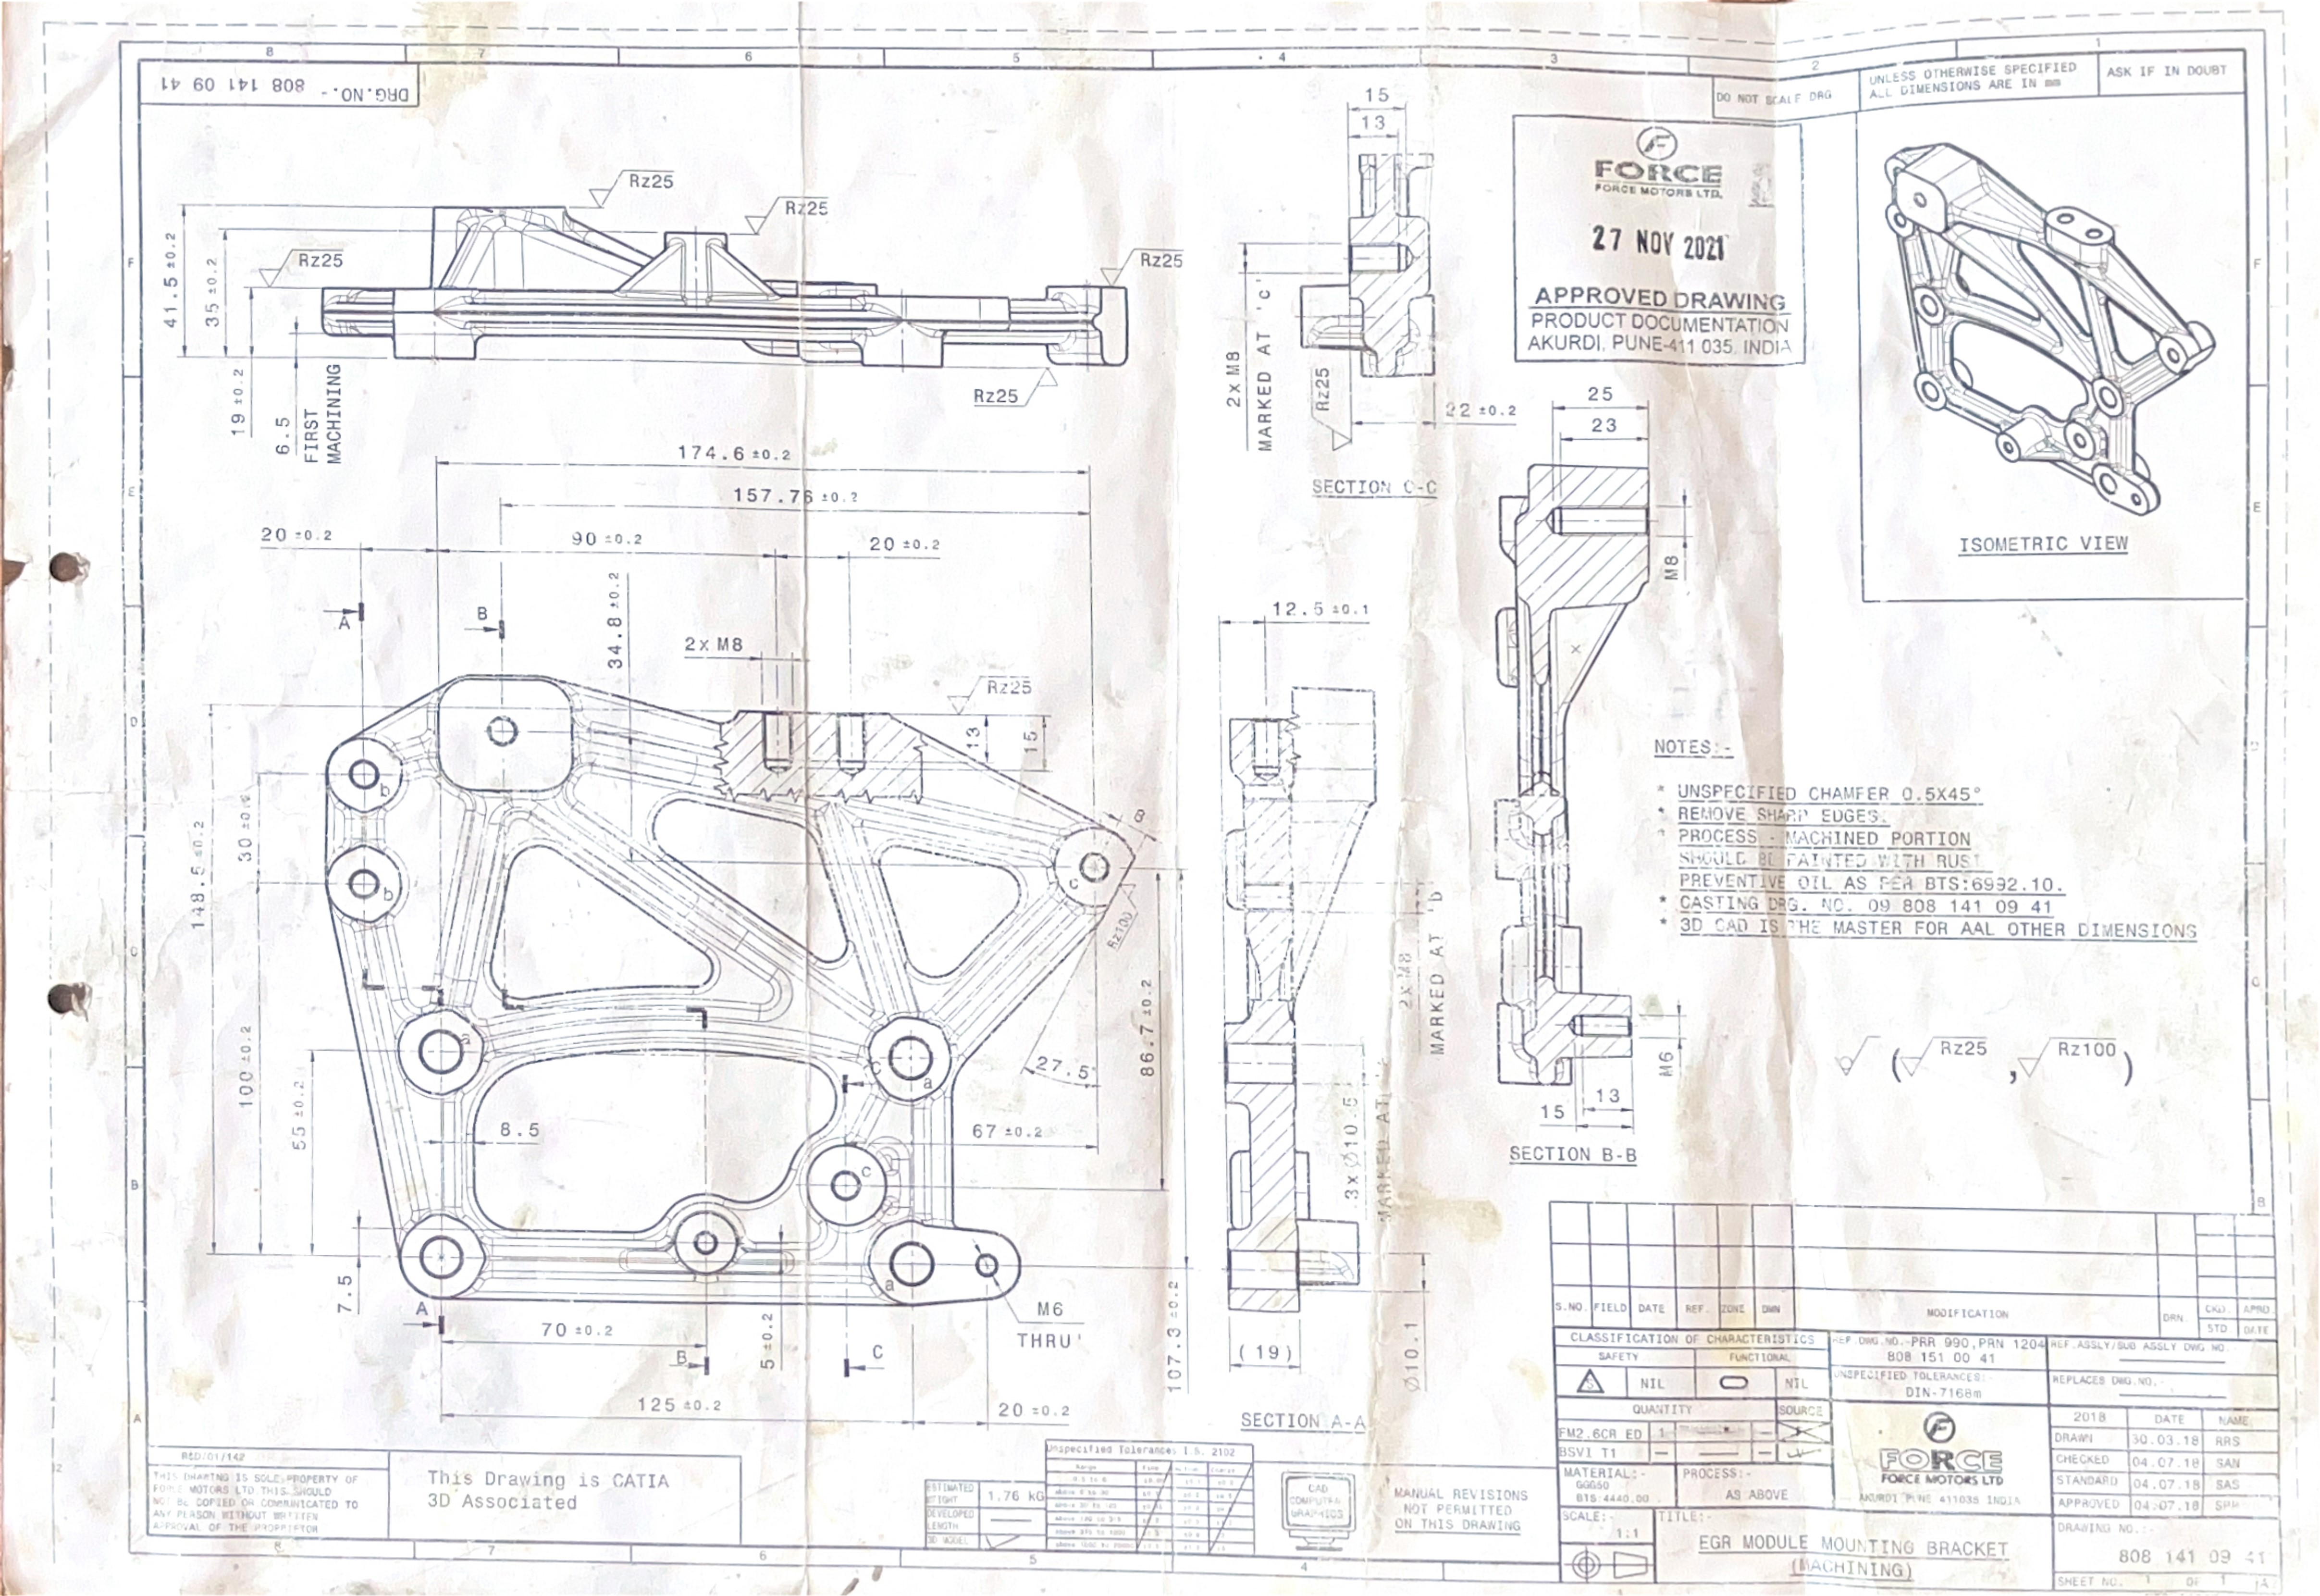 8 7 6 5 4 3 2 1
DRG.NO.- 808 141 09 41
DO NOT SCALE DRG
UNLESS OTHERWISE SPECIFIED
ALL DIMENSIONS ARE IN mm
ASK IF IN DOUBT
FORCE
FORCE MOTORS LTD.
27 NOV 2021
APPROVED DRAWING
PRODUCT DOCUMENTATION
AKURDI, PUNE-411 035, INDIA
ISOMETRIC VIEW
Rz25
Rz25
Rz25
Rz25
Rz25
41.5 ±0.2
35 ±0.2
19 ±0.2
6.5
FIRST
MACHINING
15
13
2x M8
MARKED AT 'c'
Rz25
22 ±0.2
SECTION C-C
174.6 ±0.2
157.76 ±0.2
20 ±0.2
90 ±0.2
20 ±0.2
A
B
34.8 ±0.2
2x M8
Rz25
13
15
b
b
B
c
Rz100
148.5 ±0.2
30 ±0.2
100 ±0.2
55 ±0.2
a
a
C
8.5
27.5°
86.7 ±0.2
67 ±0.2
c
a
7.5
A
70 ±0.2
B
5 ±0.2
C
M6
THRU'
107.3 ±0.2
125 ±0.2
20 ±0.2
12.5 ±0.1
2x M8
MARKED AT 'b'
3x Ø10.5
MARKED AT
Ø10.1
(19)
SECTION A-A
25
23
M8
M6
15
13
SECTION B-B
NOTES:-
* UNSPECIFIED CHAMFER 0.5X45°
* REMOVE SHARP EDGES.
* PROCESS - MACHINED PORTION
SHOULD BE PAINTED WITH RUST
PREVENTIVE OIL AS PER BTS:6992.10.
* CASTING DRG. NO. 09 808 141 09 41
* 3D CAD IS THE MASTER FOR AAL OTHER DIMENSIONS
(Rz25 , Rz100)
S.NO. FIELD DATE REF. ZONE DWN MODIFICATION DRN. CKD. APRD.
STD DATE
CLASSIFICATION OF CHARACTERISTICS
SAFETY FUNCTIONAL
S NIL NIL
REF.DWG.NO.-PRR 990,PRN 1204
808 151 00 41
REF.ASSLY/SUB ASSLY DWG NO.
UNSPECIFIED TOLERANCES:-
DIN-7168m
REPLACES DWG.NO.-
QUANTITY SOURCE
FM2.6CR ED 1
BSVI T1
MATERIAL:-
GGG50
BTS:4440.00
PROCESS:-
AS ABOVE
FORCE
FORCE MOTORS LTD
AKURDI PUNE 411035 INDIA
2018 DATE NAME
DRAWN 30.03.18 RRS
CHECKED 04.07.18 SAN
STANDARD 04.07.18 SAS
APPROVED 04.07.18
SCALE:-
1:1
TITLE:-
EGR MODULE MOUNTING BRACKET
(MACHINING)
DRAWING NO.:-
808 141 09 41
SHEET NO. 1 OF 1
R&D/01/142
THIS DRAWING IS SOLE PROPERTY OF
FORCE MOTORS LTD THIS SHOULD
NOT BE COPIED OR COMMUNICATED TO
ANY PERSON WITHOUT WRITTEN
APPROVAL OF THE PROPRIETOR
This Drawing is CATIA
3D Associated
ESTIMATED
WEIGHT
1.76 KG
DEVELOPED
LENGTH
3D MODEL
Unspecified Tolerances I.S. 2102
CAD
COMPUTER
GRAPHICS
MANUAL REVISIONS
NOT PERMITTED
ON THIS DRAWING
8 7 6 5 4